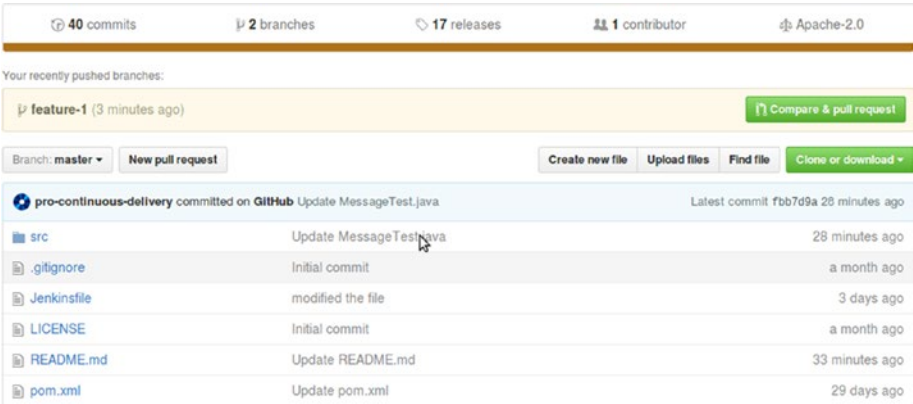 40 commits 2 branches 17 releases 1 contributor Apache-2.0
Your recently pushed branches:
feature-1 (3 minutes ago) Compare & pull request
Branch: master New pull request Create new file Upload files Find file Clone or download
pro-continuous-delivery committed on GitHub Update MessageTest.java Latest commit fbb7d9a 28 minutes ago
src Update MessageTest.java 28 minutes ago
.gitignore Initial commit a month ago
Jenkinsfile modified the file 3 days ago
LICENSE Initial commit a month ago
README.md Update README.md 33 minutes ago
pom.xml Update pom.xml 29 days ago